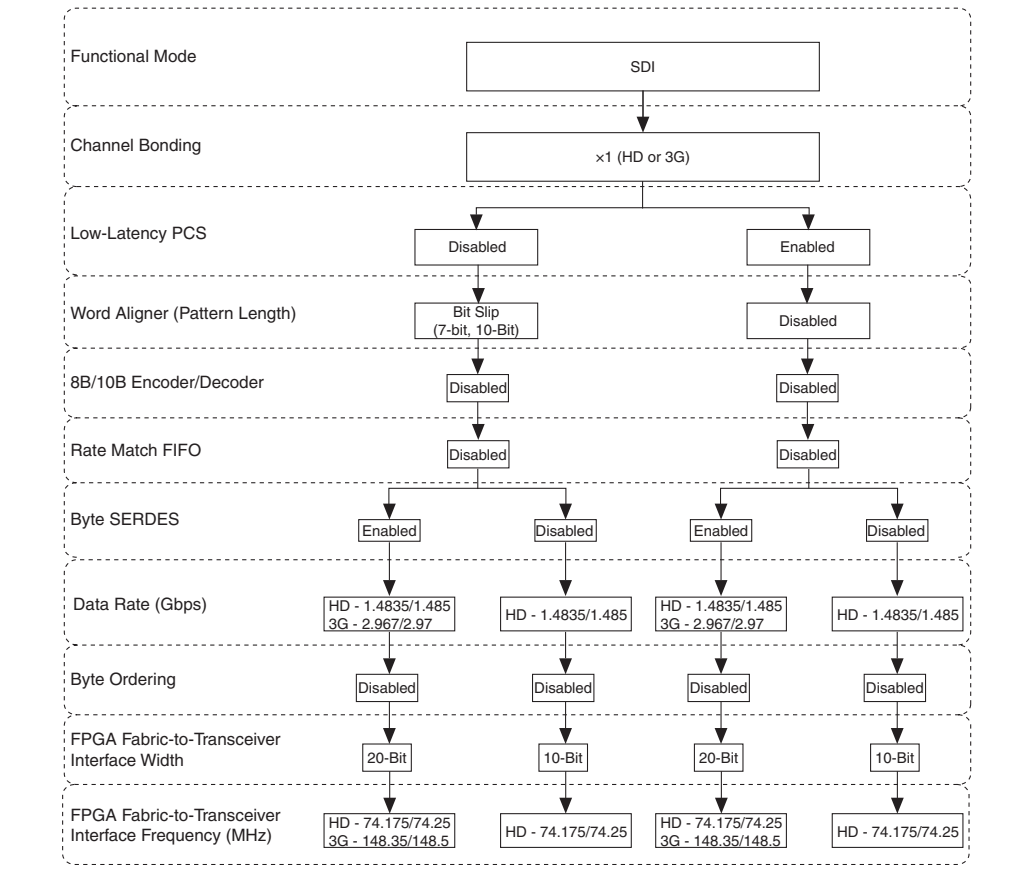 Functional Mode
SDI
Channel Bonding
×1 (HD or 3G)
Low-Latency PCS
Disabled
Enabled
Word Aligner (Pattern Length)
Bit Slip
(7-bit, 10-Bit)
Disabled
8B/10B Encoder/Decoder
Disabled
Disabled
Rate Match FIFO
Disabled
Disabled
Byte SERDES
Enabled
Disabled
Enabled
Disabled
Data Rate (Gbps)
HD - 1.4835/1.485
3G - 2.967/2.97
HD - 1.4835/1.485
HD - 1.4835/1.485
3G - 2.967/2.97
HD - 1.4835/1.485
Byte Ordering
Disabled
Disabled
Disabled
Disabled
FPGA Fabric-to-Transceiver
Interface Width
20-Bit
10-Bit
20-Bit
10-Bit
FPGA Fabric-to-Transceiver
Interface Frequency (MHz)
HD - 74.175/74.25
3G - 148.35/148.5
HD - 74.175/74.25
HD - 74.175/74.25
3G - 148.35/148.5
HD - 74.175/74.25